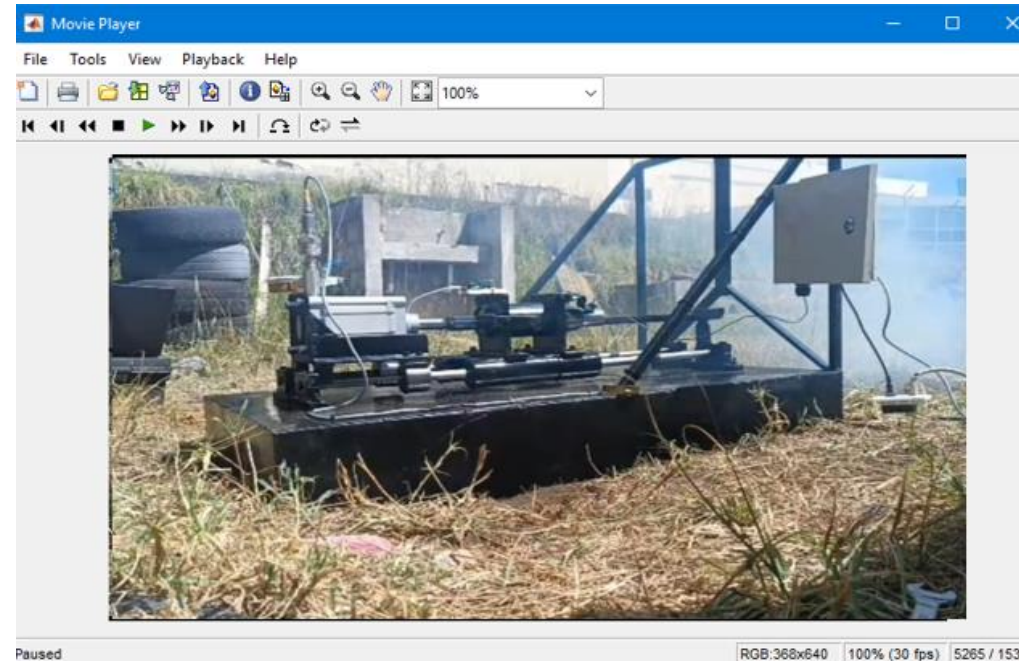 Movie Player
File Tools View Playback Help
100%
Paused
RGB:368x640 100% (30 fps) 5265 / 153